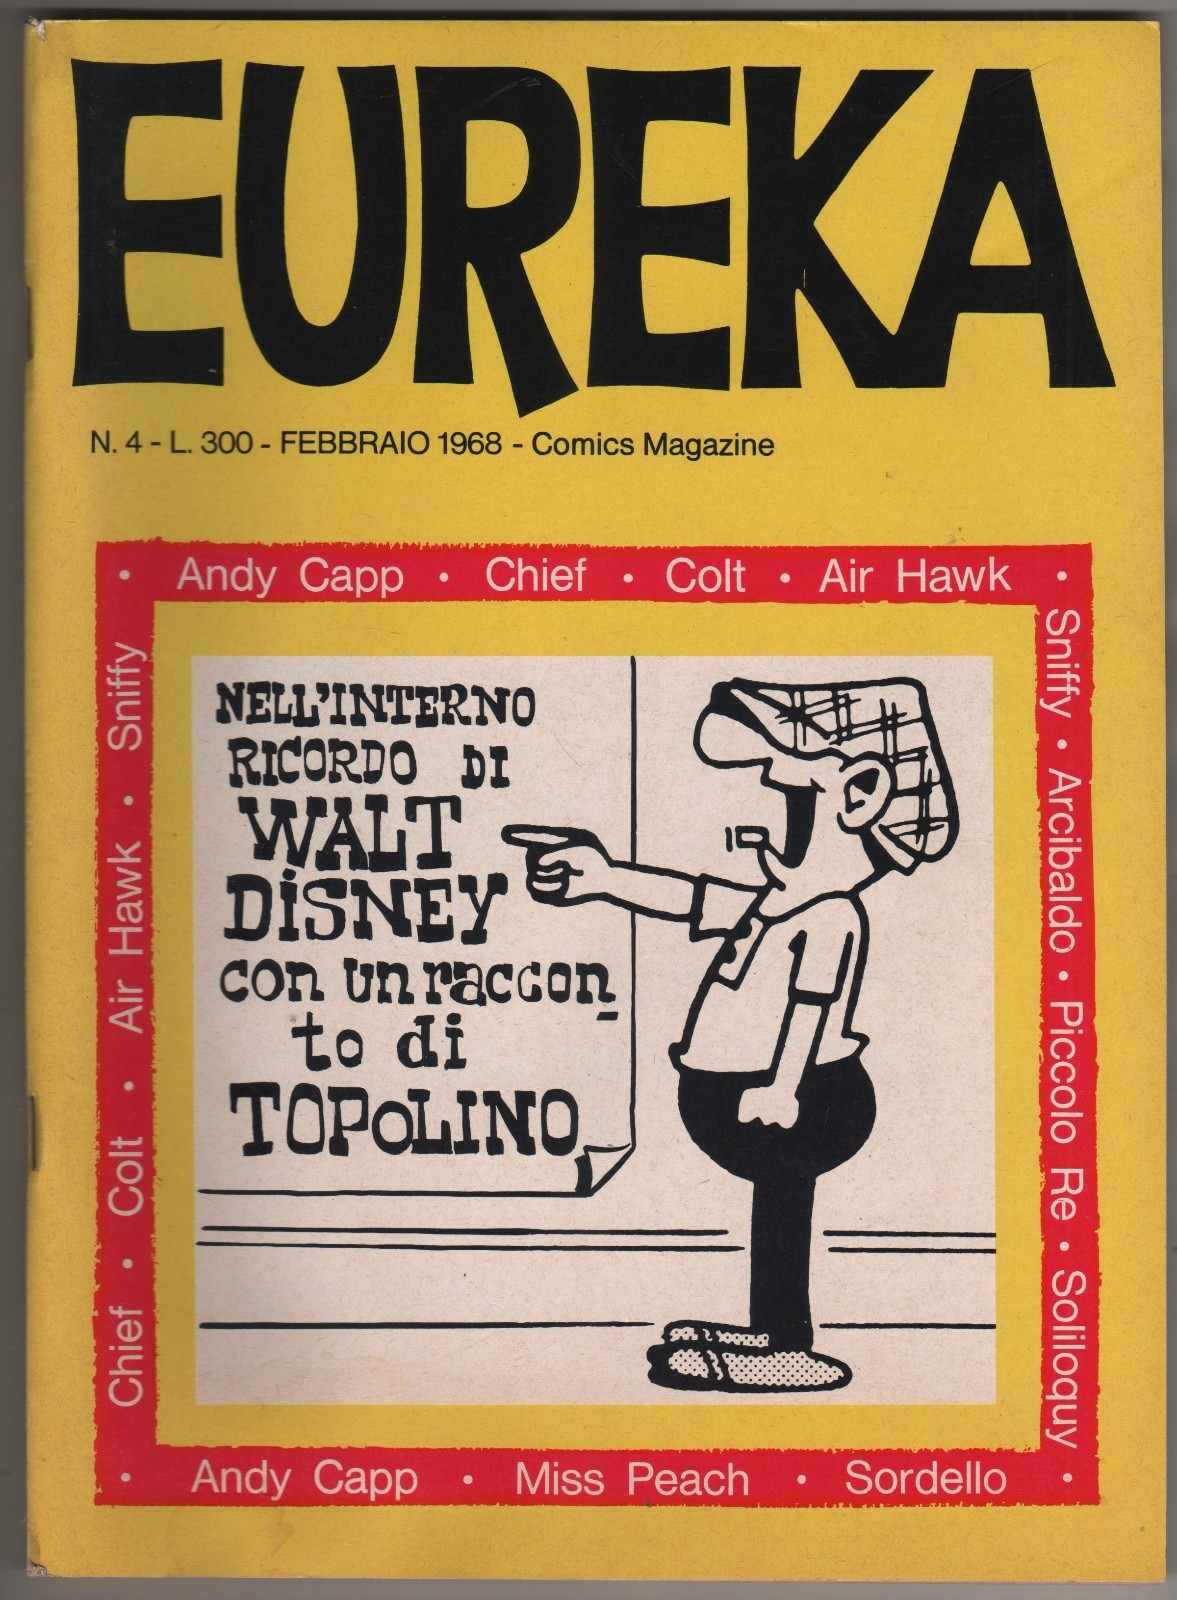 EUREKA
N. 4 - L. 300 - FEBBRAIO 1968 - Comics Magazine
• Andy Capp • Chief • Colt • Air Hawk •
Sniffy • Arcibaldo • Piccolo Re • Soliloquy
Chief • Colt • Air Hawk • Sniffy
NELL'INTERNO
RICORDO DI
WALT
DiSNEY
con un raccon
to di
TOPOLINO
• Andy Capp • Miss Peach • Sordello •